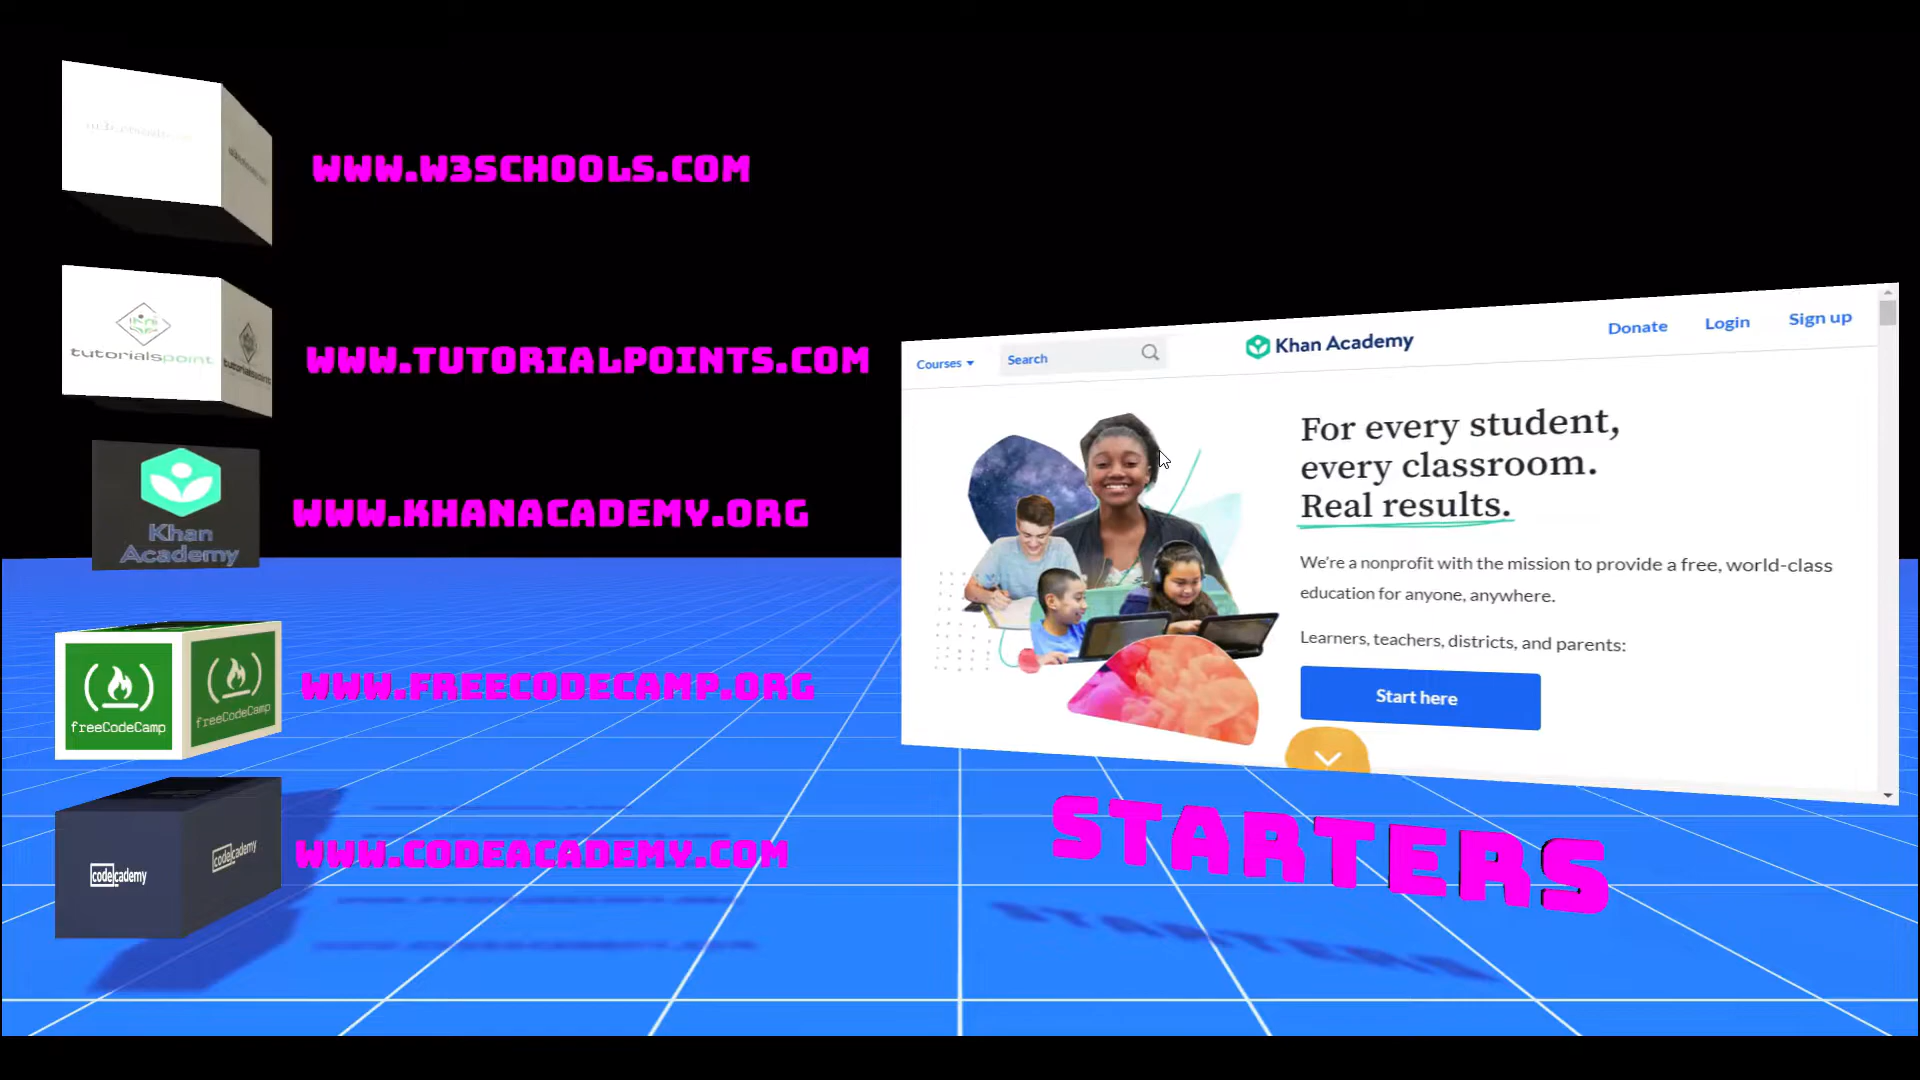 WWW.W3SCHOOLS.COM
tutorialspoint
tutorialspoint
WWW.TUTORIALPOINTS.COM
Khan
Academy
WWW.KHANACADEMY.ORG
freeCodeCamp
freeCodeCamp
WWW.FREECODECAMP.ORG
codecademy
codecademy
WWW.CODEACADEMY.COM
Courses
Search
Khan Academy
Donate
Login
Sign up
For every student,
every classroom.
Real results.
We're a nonprofit with the mission to provide a free, world-class
education for anyone, anywhere.
Learners, teachers, districts, and parents:
Start here
STARTERS